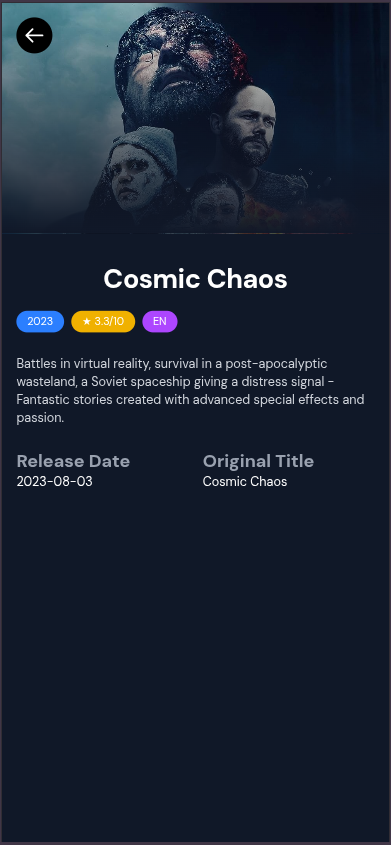 Cosmic Chaos
2023
★ 3.3/10
EN
Battles in virtual reality, survival in a post-apocalyptic
wasteland, a Soviet spaceship giving a distress signal -
Fantastic stories created with advanced special effects and
passion.
Release Date
Original Title
2023-08-03
Cosmic Chaos